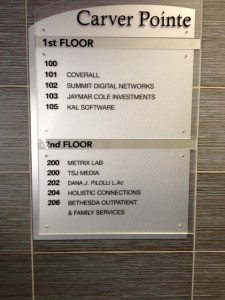 Carver Pointe
1st FLOOR
100
101 COVERALL
102 SUMMIT DIGITAL NETWORKS
103 JAYMAR COLE INVESTMENTS
105 KAL SOFTWARE
2nd FLOOR
200 METRIX LAB
200 TSJ MEDIA
202 DANA J. PILOLLI L.Ac
204 HOLISTIC CONNECTIONS
206 BETHESDA OUTPATIENT
& FAMILY SERVICES